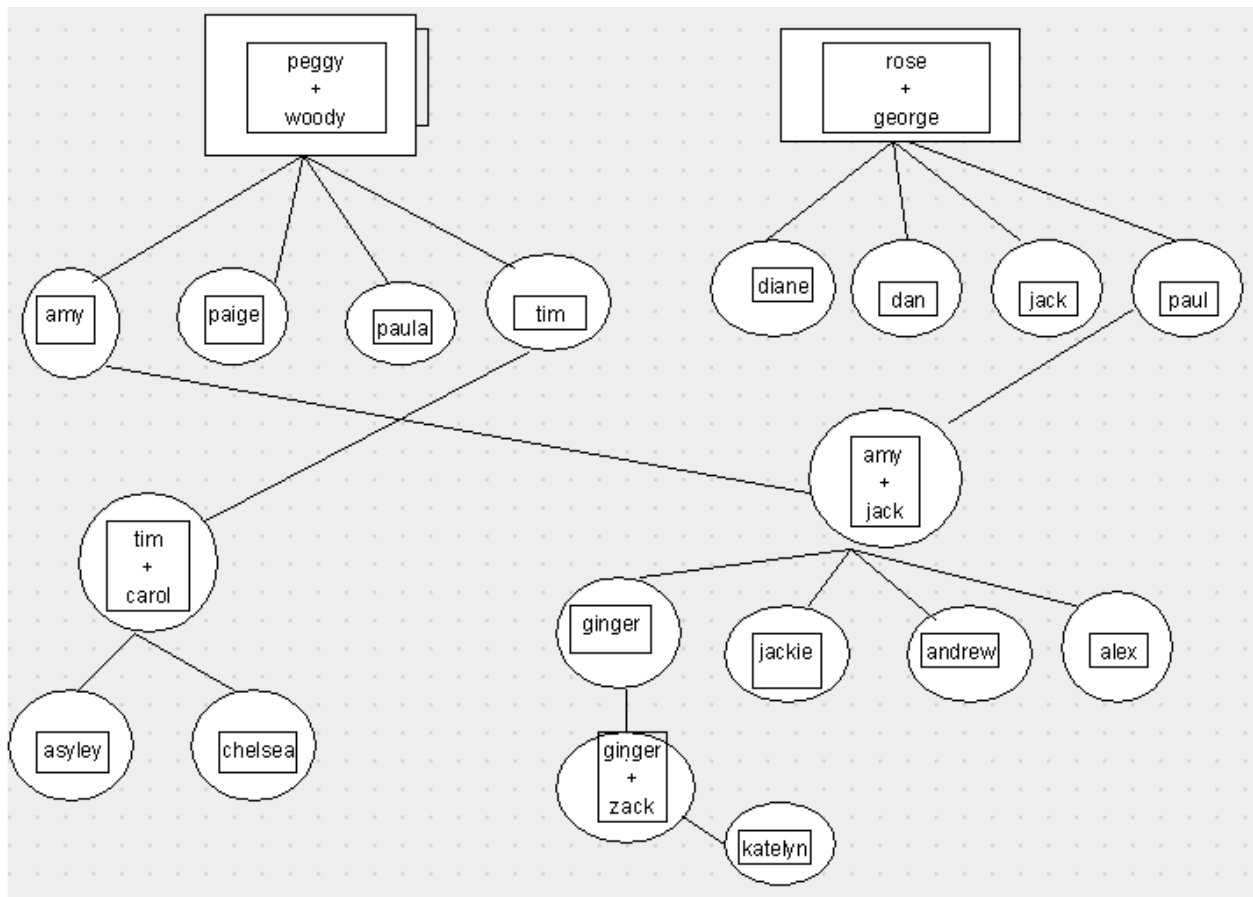 peggy
+
woody
rose
+
george
amy
paige
paula
tim
diane
dan
jack
paul
amy
+
jack
tim
+
carol
ginger
jackie
andrew
alex
asyley
chelsea
ginger
+
zack
katelyn